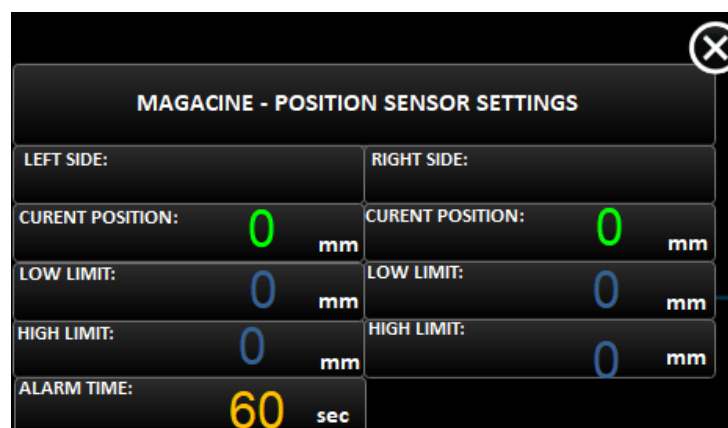 MAGACINE - POSITION SENSOR SETTINGS
LEFT SIDE: RIGHT SIDE:
CURENT POSITION: 0 mm CURENT POSITION: 0 mm
LOW LIMIT: 0 mm LOW LIMIT: 0 mm
HIGH LIMIT: 0 mm HIGH LIMIT: 0 mm
ALARM TIME: 60 sec